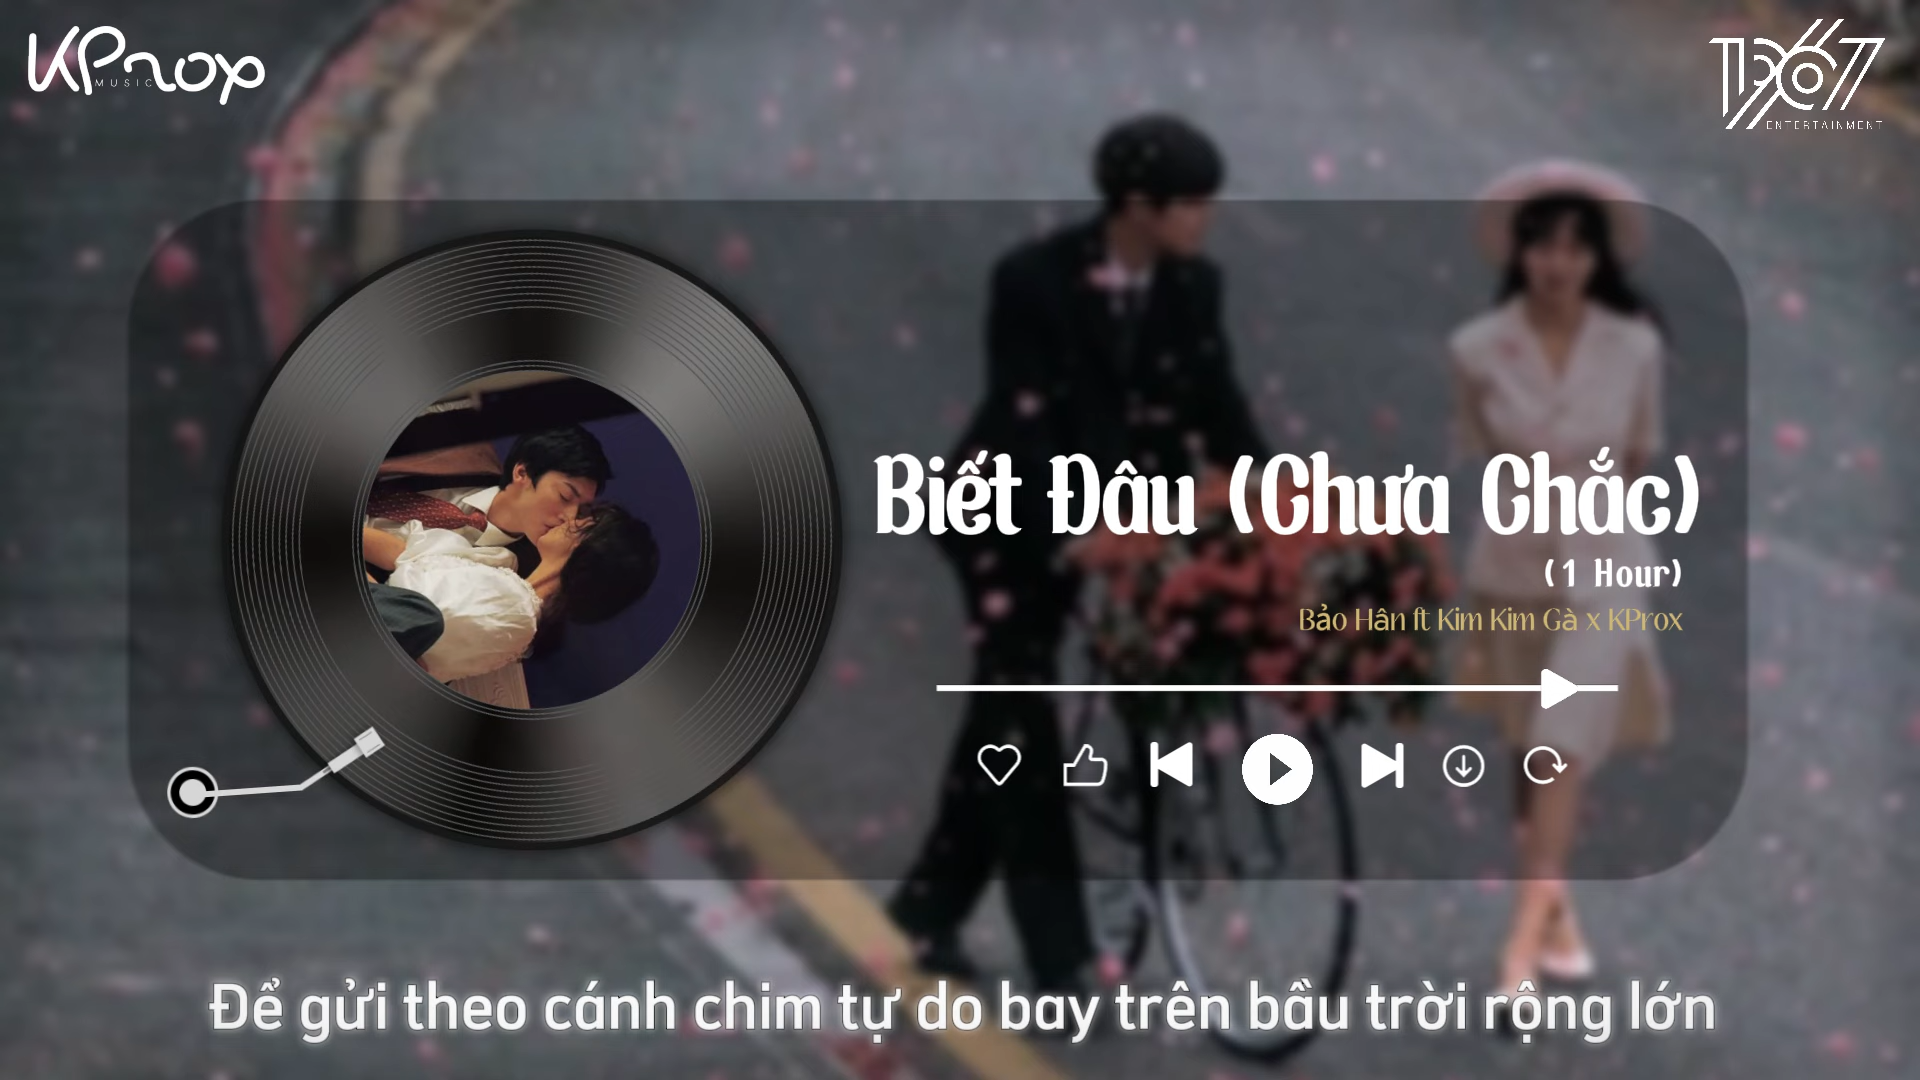 KProx
MUSIC
1967
ENTERTAINMENT
Biết Đâu (Chưa Chắc)
(1 Hour)
Bảo Hân ft Kim Kim Gà x KProx
Để gửi theo cánh chim tự do bay trên bầu trời rộng lớn